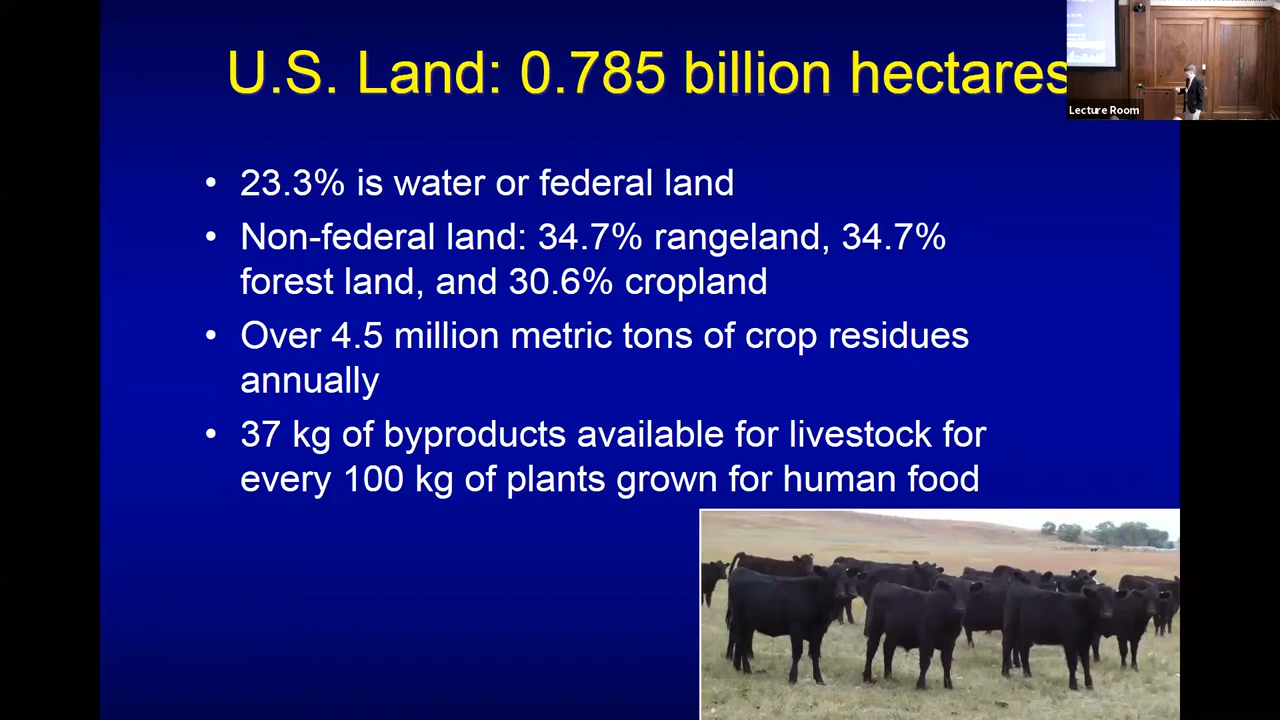 U.S. Land: 0.785 billion hectares
Lecture Room
• 23.3% is water or federal land
• Non-federal land: 34.7% rangeland, 34.7%
forest land, and 30.6% cropland
• Over 4.5 million metric tons of crop residues
annually
• 37 kg of byproducts available for livestock for
every 100 kg of plants grown for human food